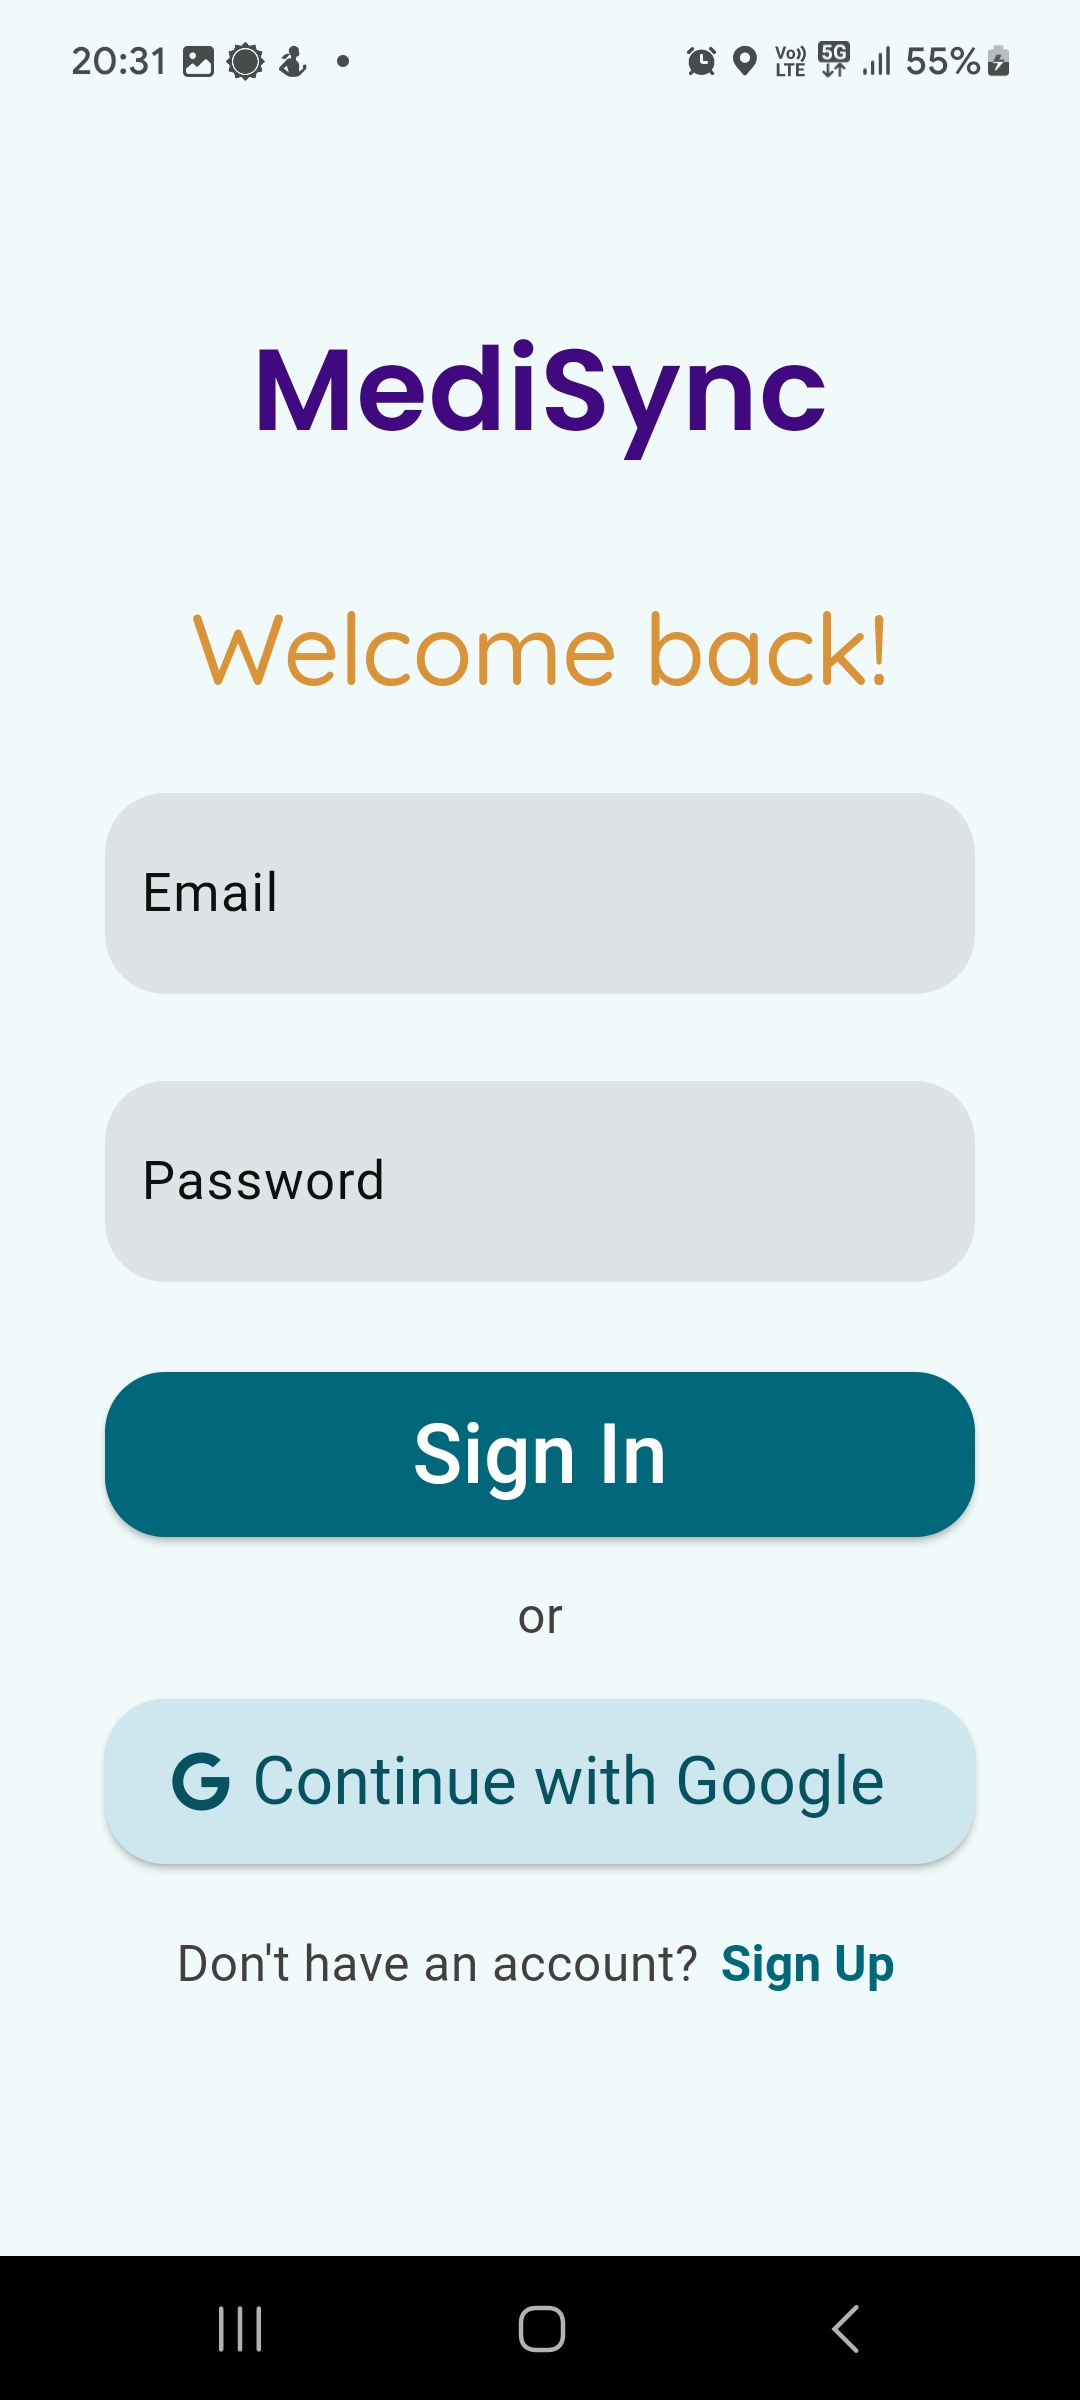 20:31 Vo)) LTE 5G 55%
MediSync
Welcome back!
Email
Password
Sign In
or
G Continue with Google
Don't have an account? Sign Up